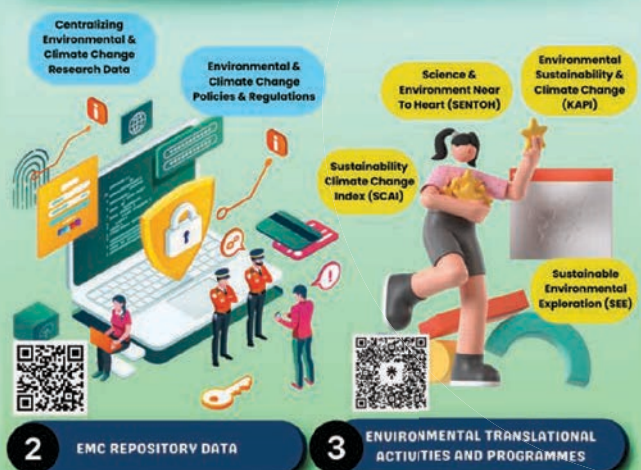 Centralizing
Environmental &
Climate Change
Research Data
Environmental &
Climate Change
Policies & Regulations
2
EMC REPOSITORY DATA
Science &
Environment Near
To Heart (SENTOH)
Environmental
Sustainability &
Climate Change
(KAPI)
Sustainability
Climate Change
Index (SCAI)
Sustainable
Environmental
Exploration (SEE)
3
ENVIRONMENTAL TRANSLATIONAL
ACTIVITIES AND PROGRAMMES